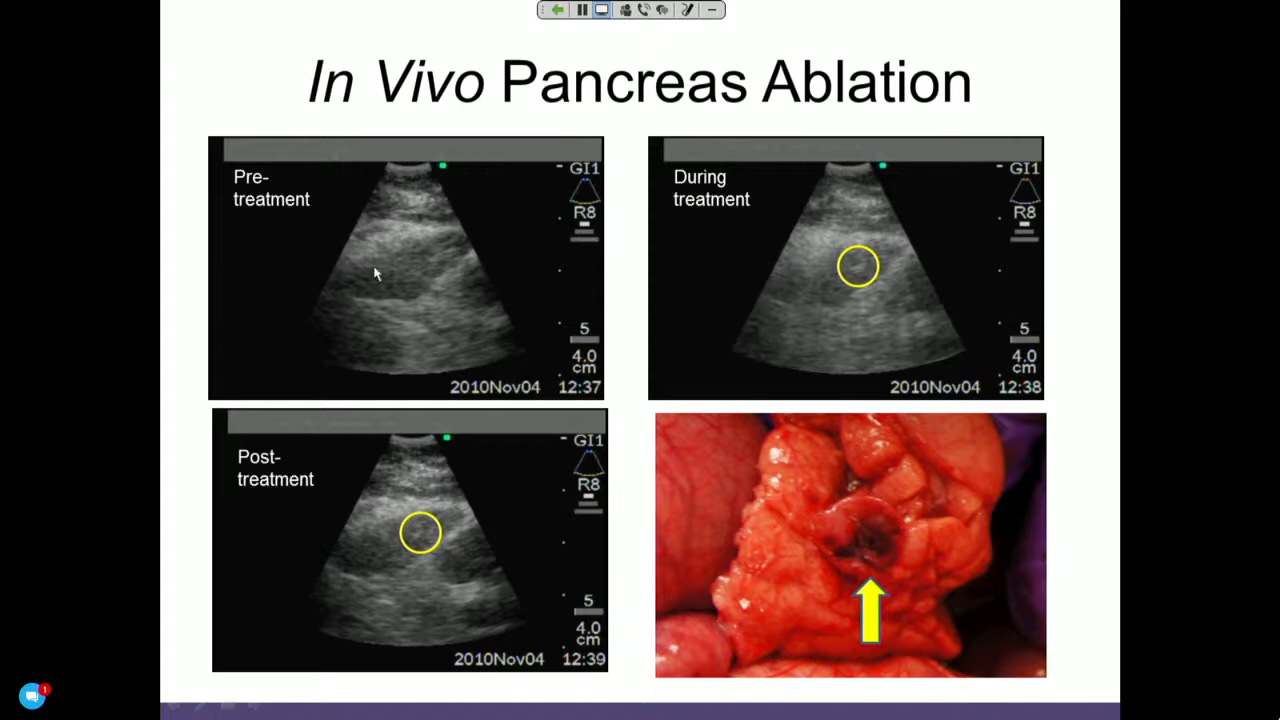 In Vivo Pancreas Ablation
Pre-
treatment
GI1
R8
5
4.0
cm
2010Nov04 12:37
During
treatment
GI1
R8
5
4.0
cm
2010Nov04 12:38
Post-
treatment
GI1
R8
5
4.0
cm
2010Nov04 12:39
1